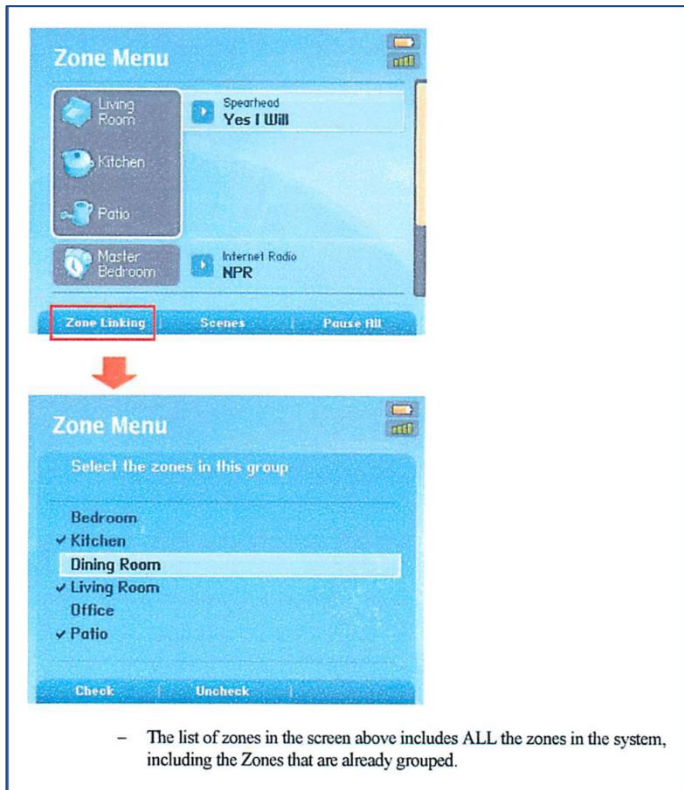 Zone Menu
Living
Room
Spearhead
Yes I Will
Kitchen
Patio
Master
Bedroom
Internet Radio
NPR
Zone Linking
Scenes
Pause All
Zone Menu
Select the zones in this group
Bedroom
✓ Kitchen
Dining Room
✓ Living Room
Office
✓ Patio
Check
Uncheck
– The list of zones in the screen above includes ALL the zones in the system,
including the Zones that are already grouped.